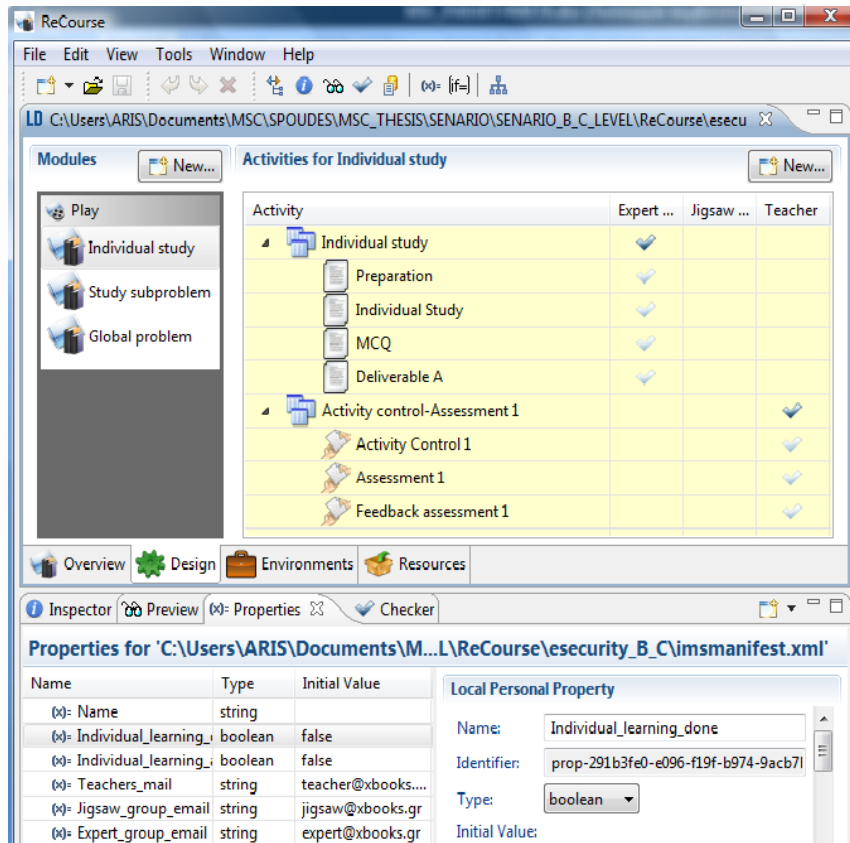 ReCourse
File Edit View Tools Window Help
(x)= [if=]
LD C:\Users\ARIS\Documents\MSC\SPOUDES\MSC_THESIS\SENARIO\SENARIO_B_C_LEVEL\ReCourse\esecu
Modules New... Activities for Individual study New...
Play
Individual study
Study subproblem
Global problem
Activity Expert ... Jigsaw ... Teacher
Individual study
Preparation
Individual Study
MCQ
Deliverable A
Activity control-Assessment 1
Activity Control 1
Assessment 1
Feedback assessment 1
Overview Design Environments Resources
Inspector Preview (x)= Properties Checker
Properties for 'C:\Users\ARIS\Documents\M...L\ReCourse\esecurity_B_C\imsmanifest.xml'
Name Type Initial Value
(x)= Name string
(x)= Individual_learning_ boolean false
(x)= Individual_learning_ boolean false
(x)= Teachers_mail string teacher@xbooks....
(x)= Jigsaw_group_email string jigsaw@xbooks.gr
(x)= Expert_group_email string expert@xbooks.gr
Local Personal Property
Name: Individual_learning_done
Identifier: prop-291b3fe0-e096-f19f-b974-9acb7
Type: boolean
Initial Value: